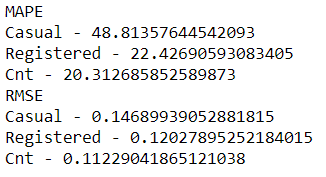 MAPE
Casual - 48.81357644542093
Registered - 22.42690593083405
Cnt - 20.312685852589873
RMSE
Casual - 0.14689939052881815
Registered - 0.12027895252184015
Cnt - 0.11229041865121038